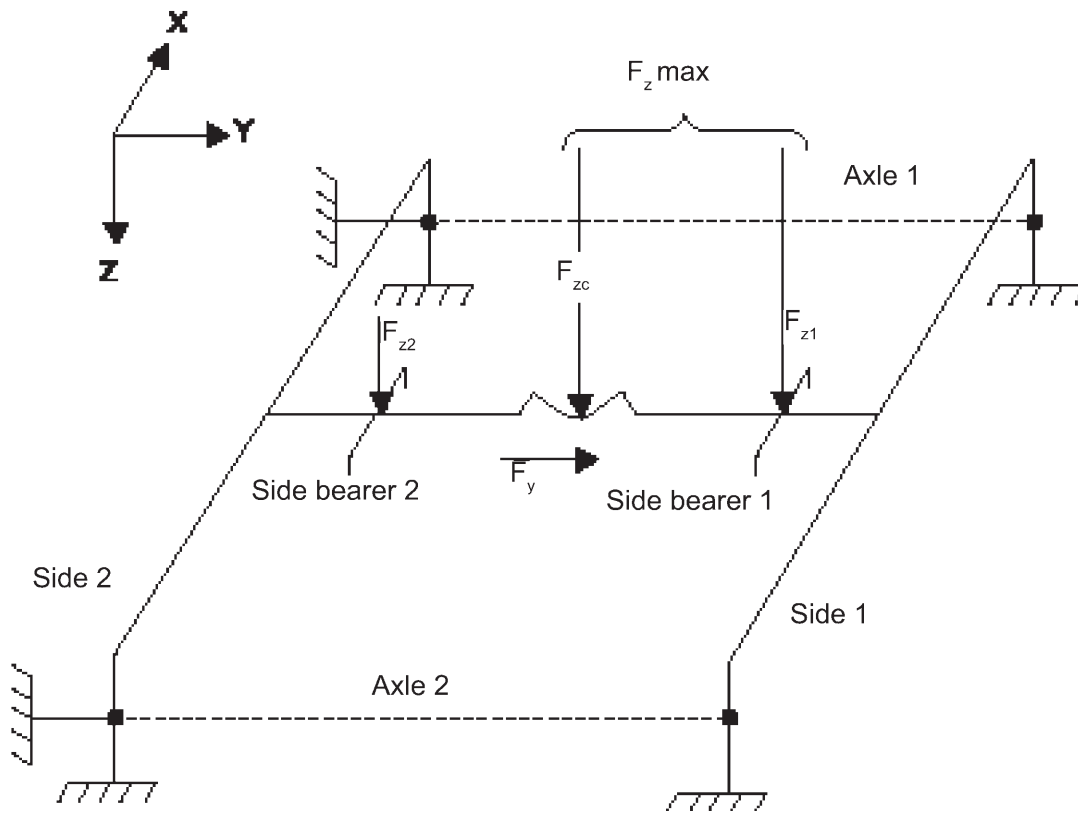 X
Y
Z
F_z max
Axle 1
F_zc
F_z2
F_z1
F_y
Side bearer 2
Side bearer 1
Side 2
Side 1
Axle 2